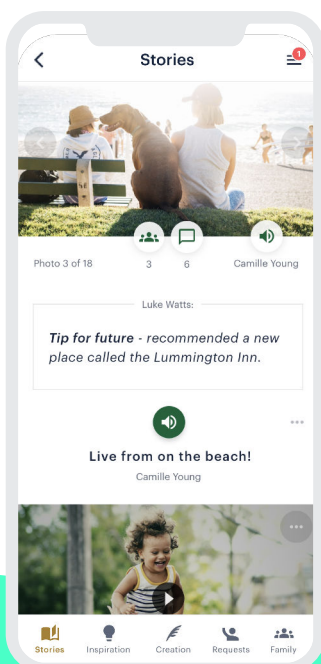 Stories
1
Photo 3 of 18
3
6
Camille Young
Luke Watts:
Tip for future - recommended a new
place called the Lummington Inn.
Live from on the beach!
Camille Young
Stories
Inspiration
Creation
Requests
Family